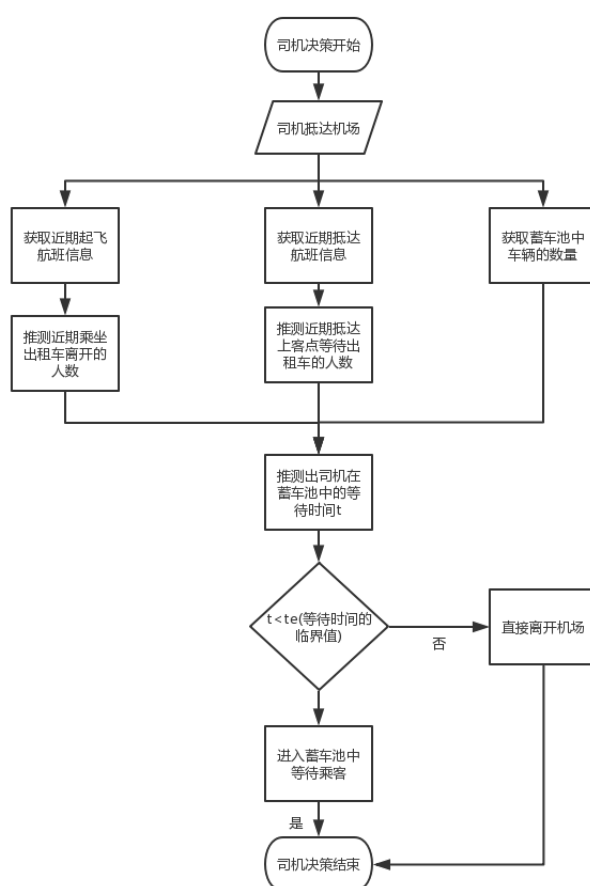 司机决策开始
司机抵达机场
获取近期起飞
航班信息
获取近期抵达
航班信息
获取蓄车池中
车辆的数量
推测近期乘坐
出租车离开的
人数
推测近期抵达
上客点等待出
租车的人数
推测出司机在
蓄车池中的等
待时间t
t<te(等待时间的
临界值)
否
直接离开机场
进入蓄车池中
等待乘客
是
司机决策结束